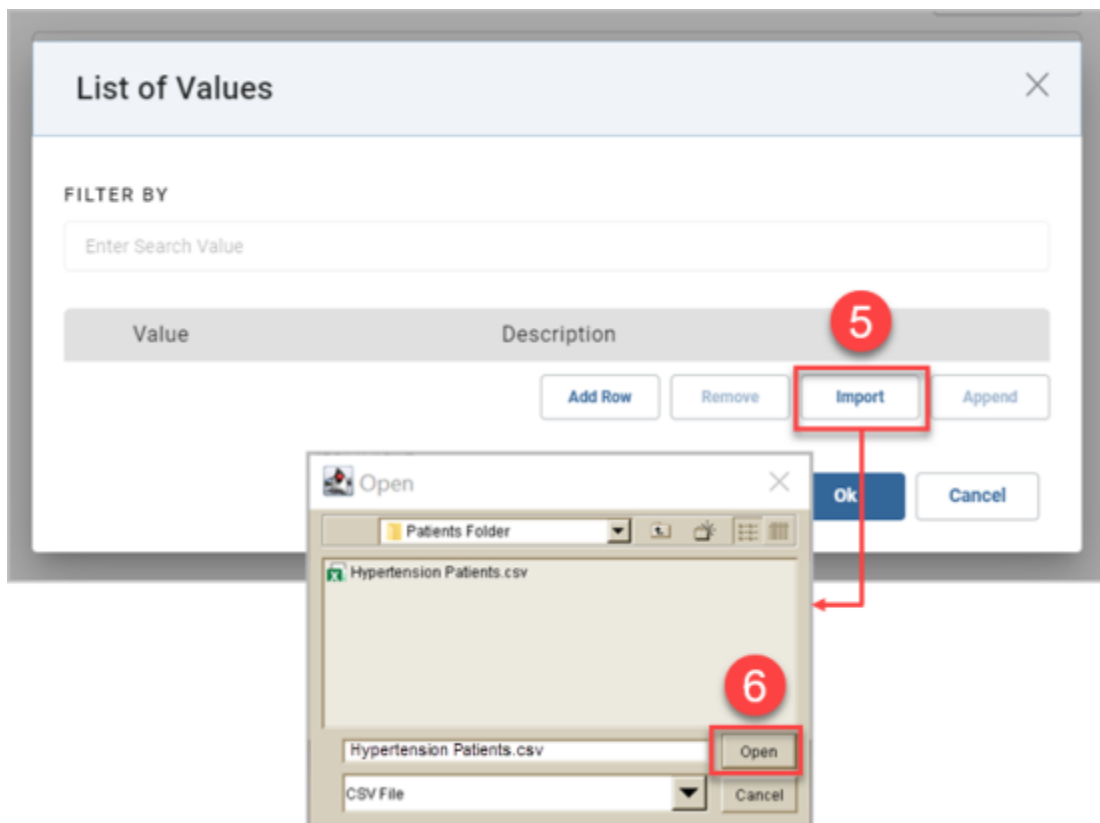 List of Values
FILTER BY
Enter Search Value
Value Description
5
Add Row Remove Import Append
Ok Cancel
Open
Patients Folder
Hypertension Patients.csv
6
Hypertension Patients.csv Open
CSV File Cancel